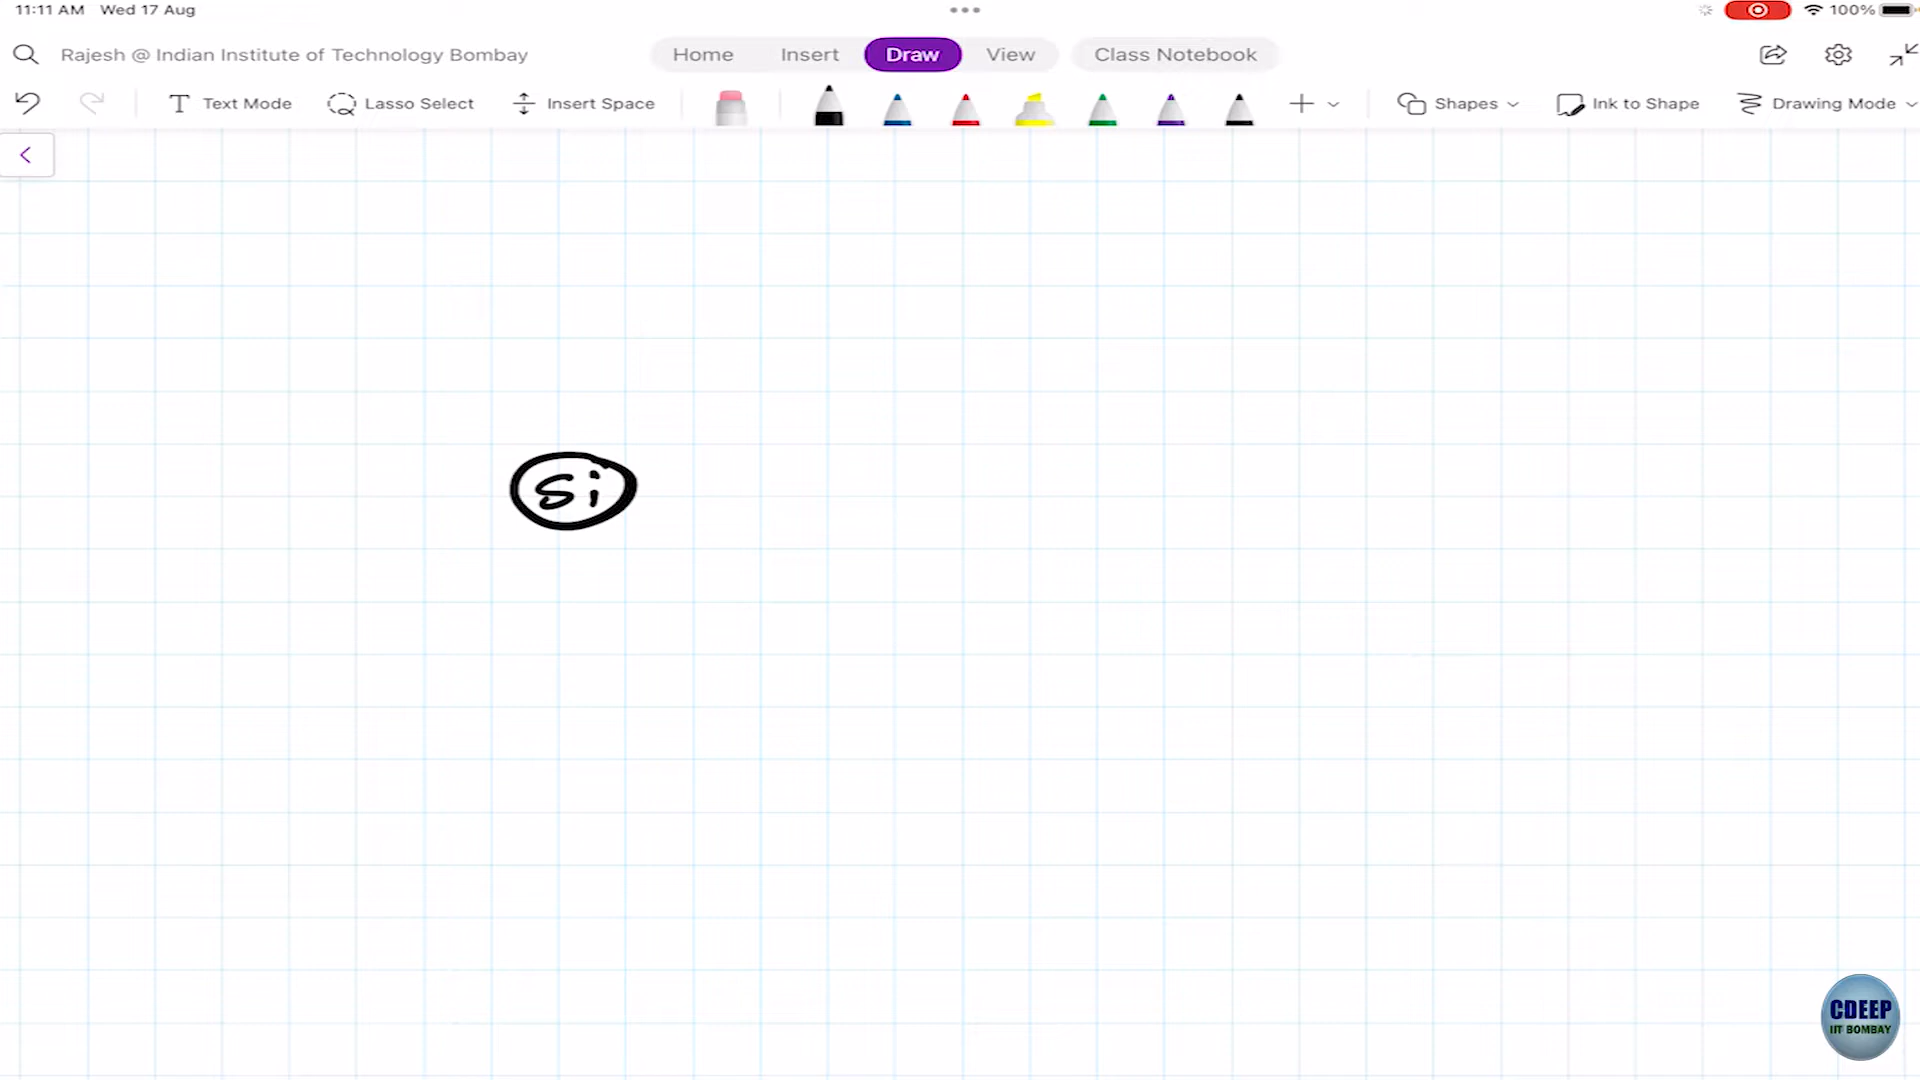 11:11 AM Wed 17 Aug
100%
Rajesh @ Indian Institute of Technology Bombay
Home Insert Draw View Class Notebook
Text Mode Lasso Select Insert Space Shapes Ink to Shape Drawing Mode
Si
CDEEP
IIT BOMBAY